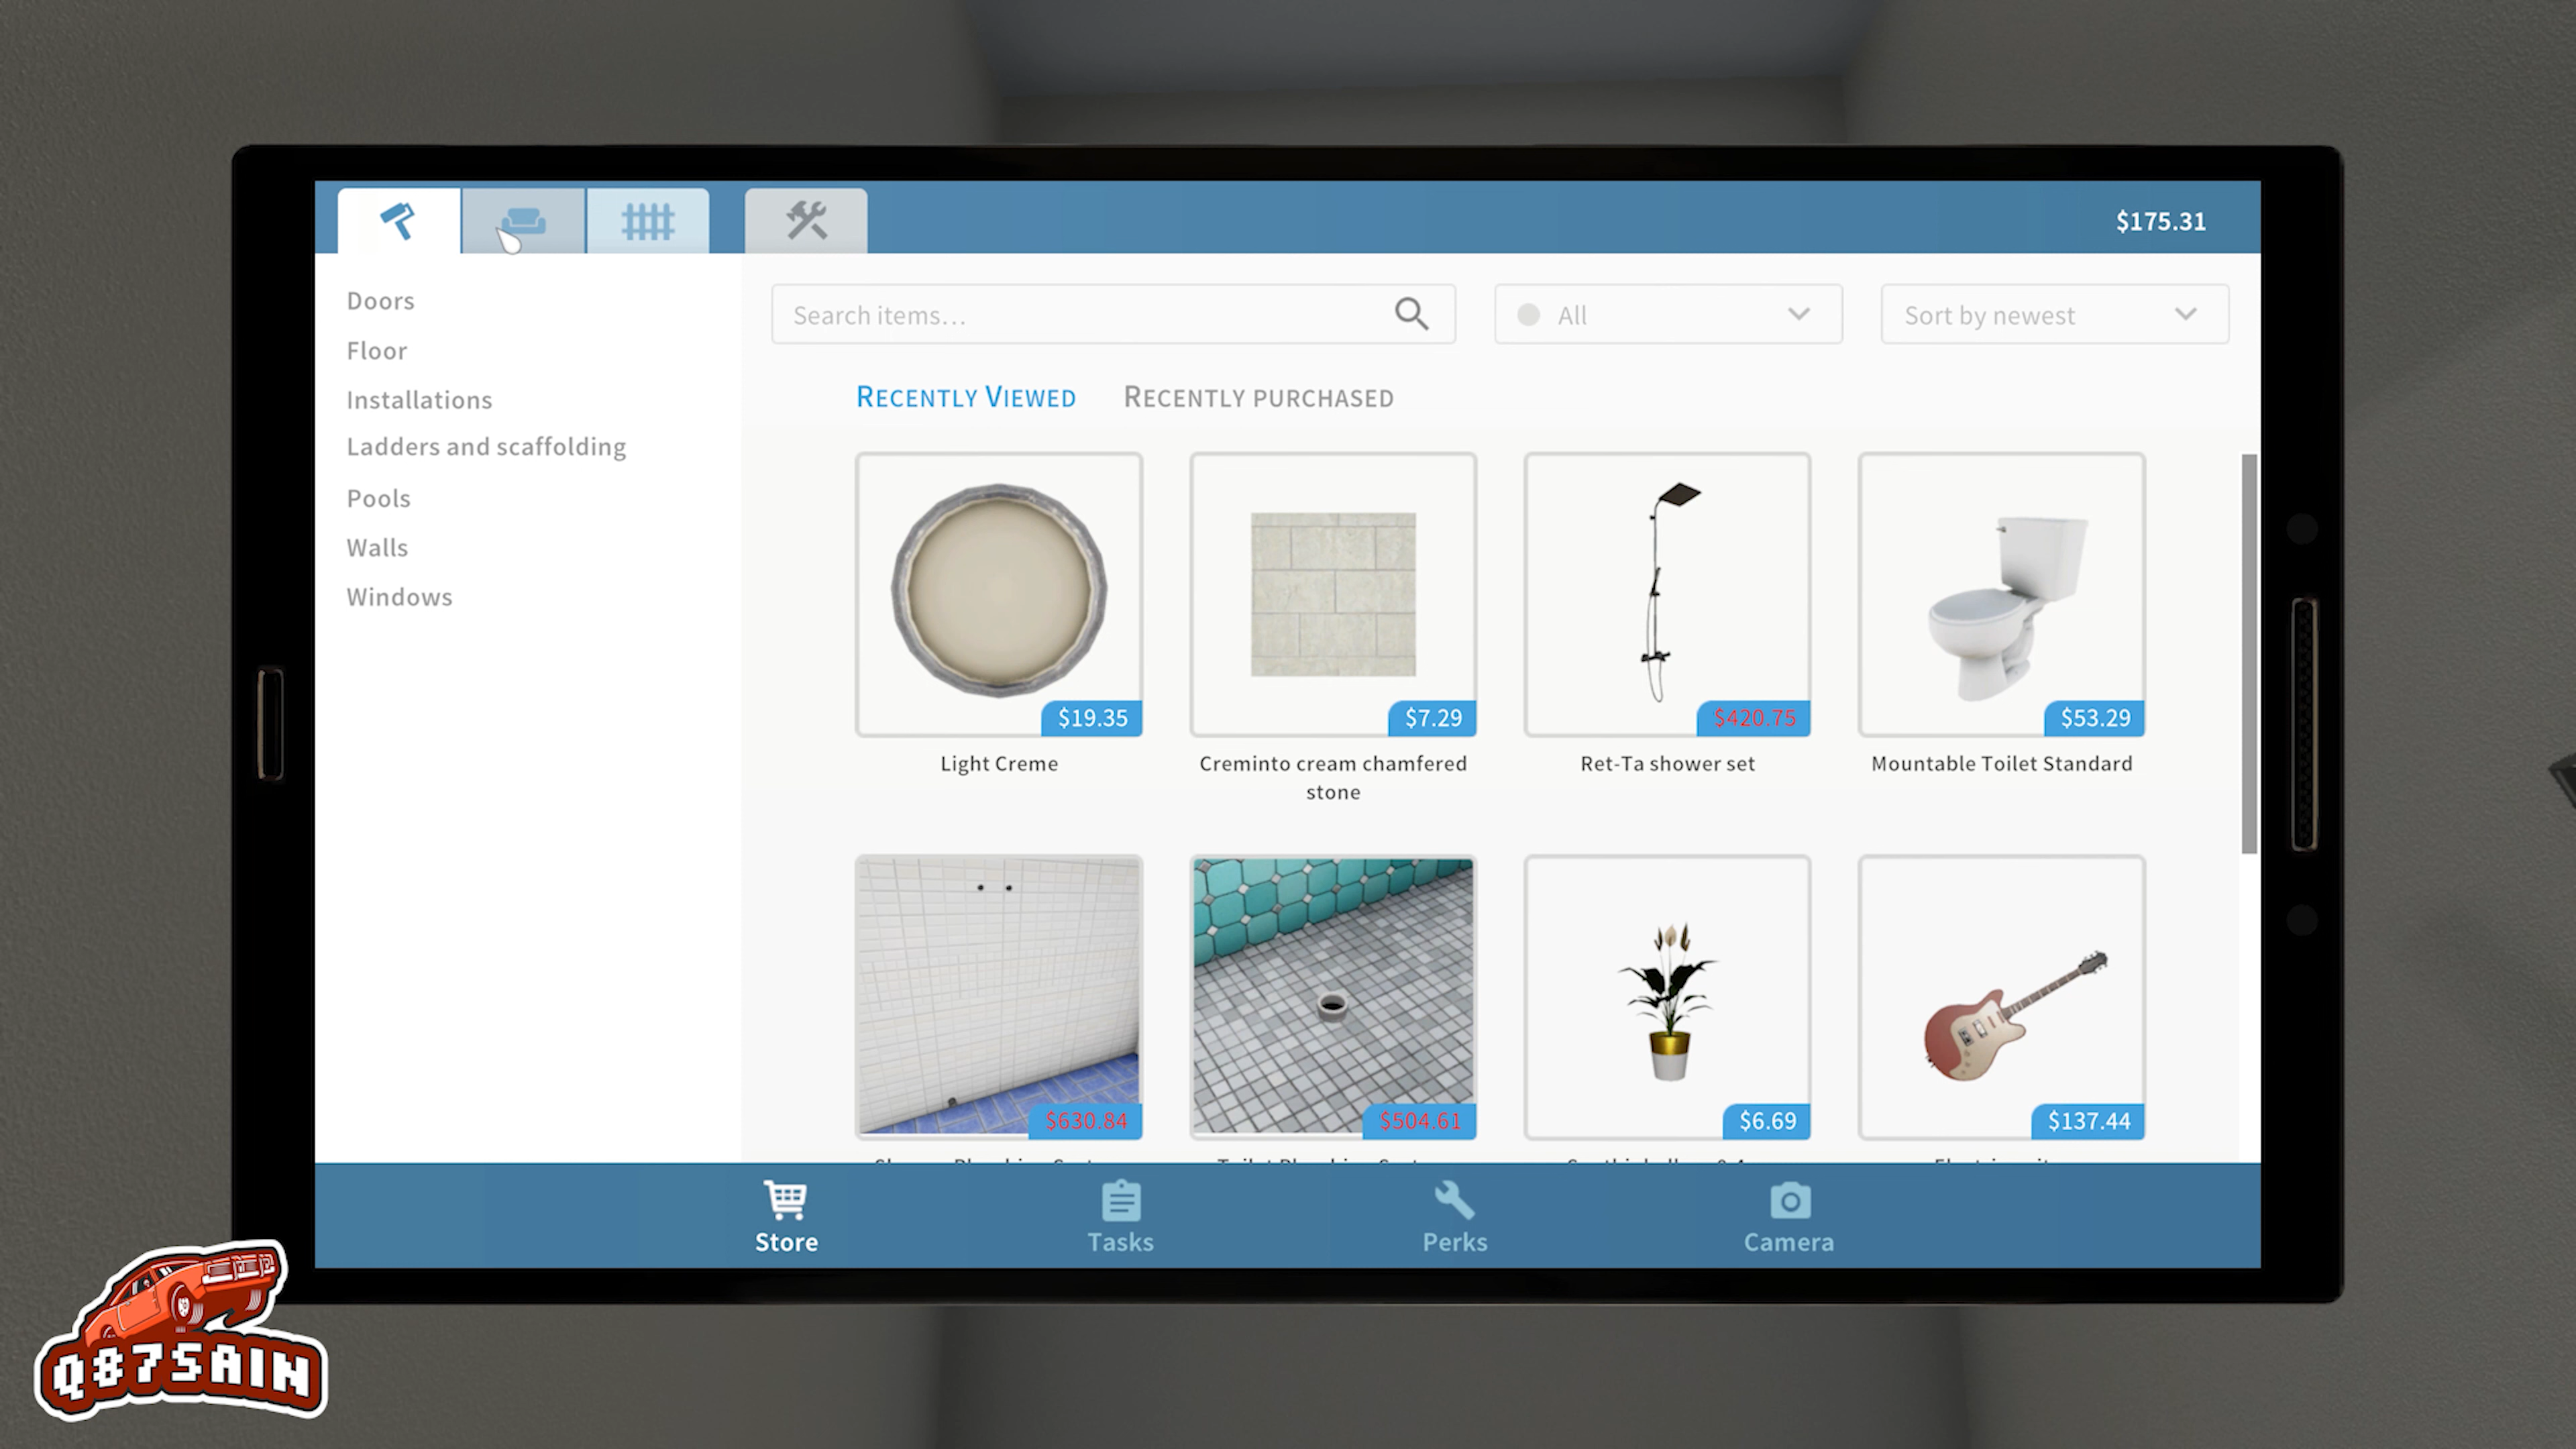 $175.31
Doors
Floor
Installations
Ladders and scaffolding
Pools
Walls
Windows
Search items...
All
Sort by newest
RECENTLY VIEWED
RECENTLY PURCHASED
$19.35
$7.29
$420.75
$53.29
Light Creme
Creminto cream chamfered
stone
Ret-Ta shower set
Mountable Toilet Standard
$630.84
$504.61
$6.69
$137.44
Store
Tasks
Perks
Camera
Q87SAIN